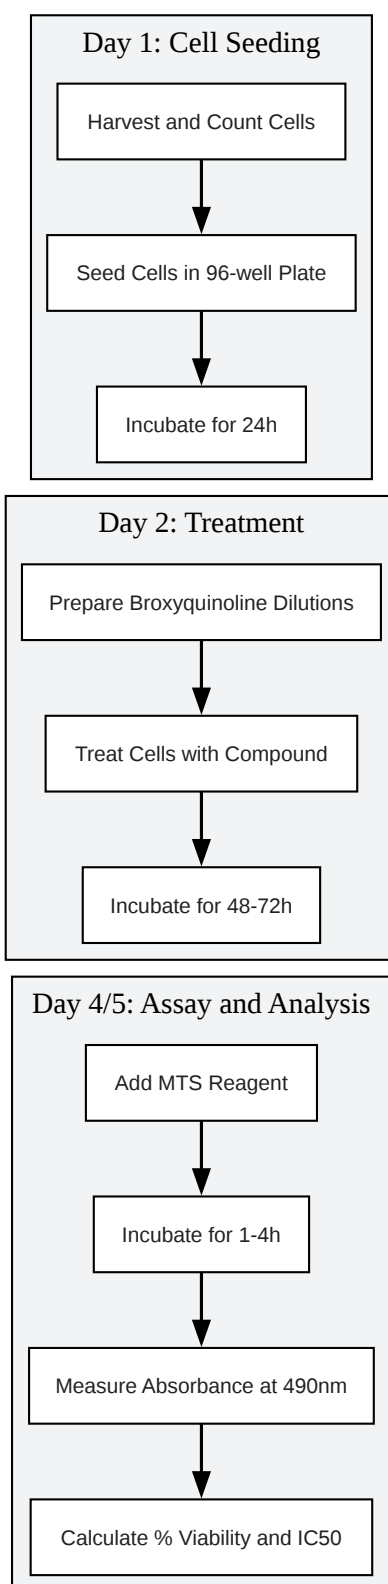 Day 1: Cell Seeding
Harvest and Count Cells
Seed Cells in 96-well Plate
Incubate for 24h
Day 2: Treatment
Prepare Broxyquinoline Dilutions
Treat Cells with Compound
Incubate for 48-72h
Day 4/5: Assay and Analysis
Add MTS Reagent
Incubate for 1-4h
Measure Absorbance at 490nm
Calculate % Viability and IC50